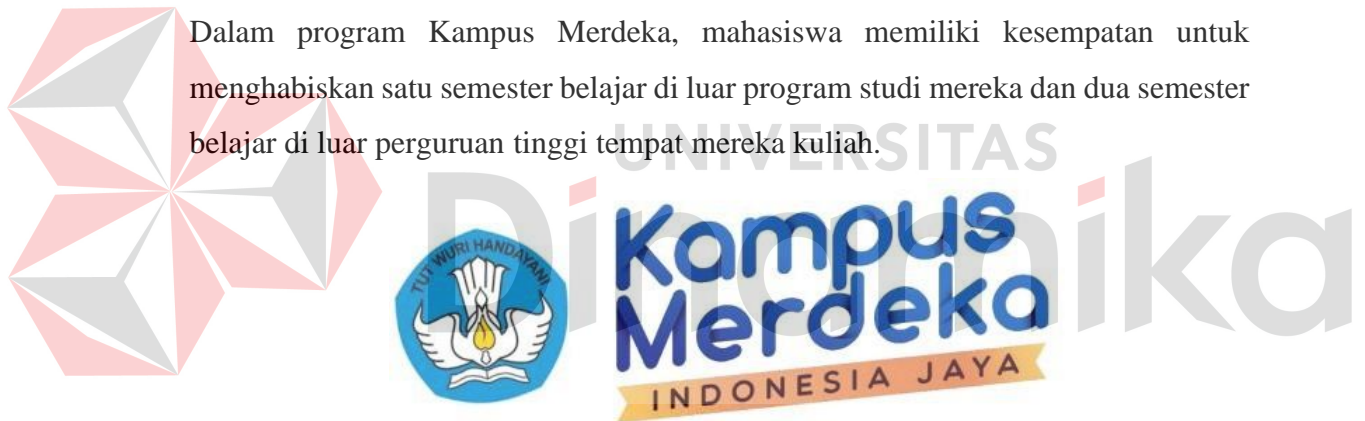 Dalam program Kampus Merdeka, mahasiswa memiliki kesempatan untuk
menghabiskan satu semester belajar di luar program studi mereka dan dua semester
belajar di luar perguruan tinggi tempat mereka kuliah.
UNIVERSITAS
Dinamika
TUT WURI HANDAYANI
Kampus
Merdeka
INDONESIA JAYA